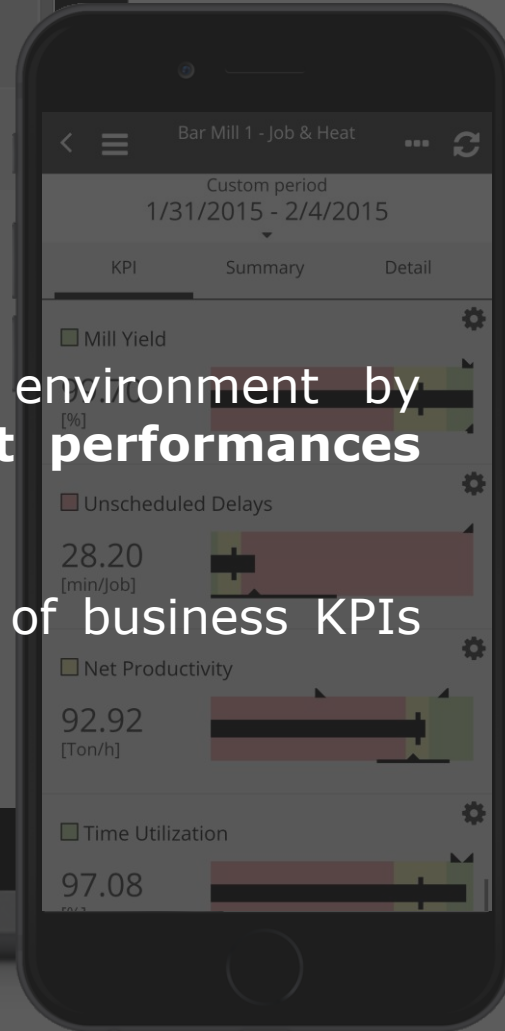 Bar Mill 1 - Job & Heat
Custom period
1/31/2015 - 2/4/2015
KPI Summary Detail
Mill Yield
environment by
[%]
performances
Unscheduled Delays
28.20
[min/Job]
of business KPIs
Net Productivity
92.92
[Ton/h]
Time Utilization
97.08